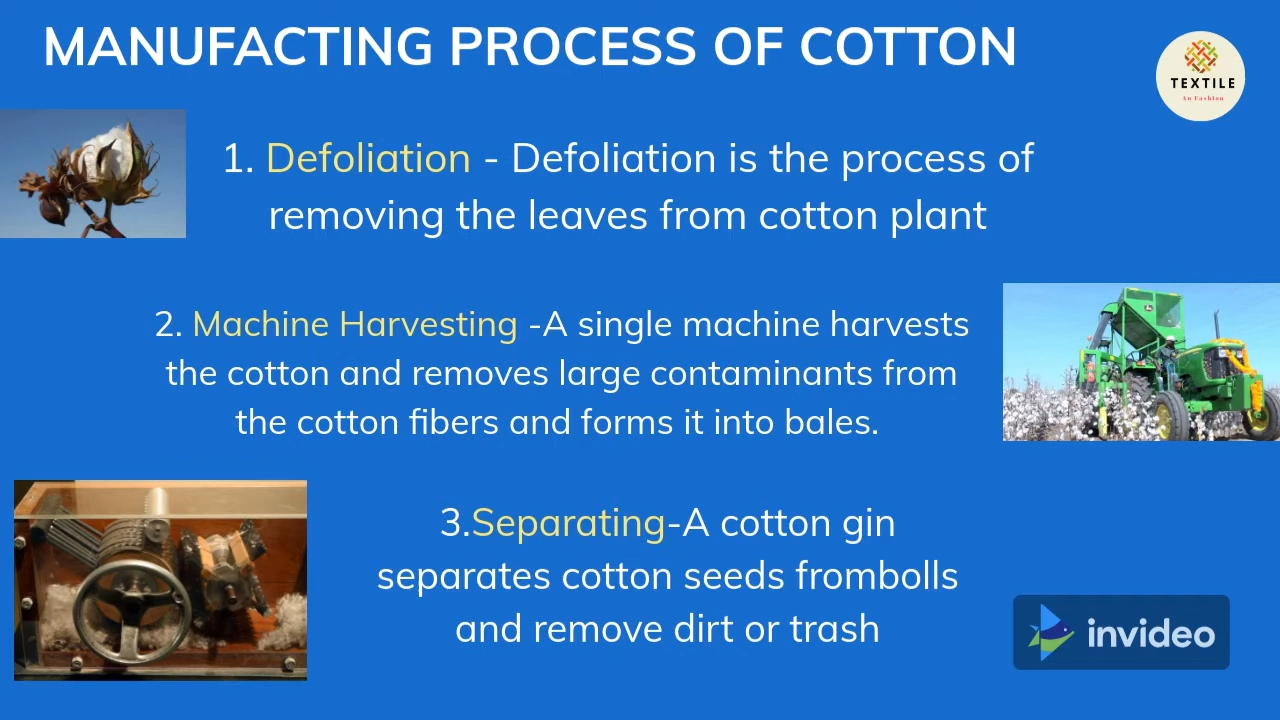 MANUFACTING PROCESS OF COTTON
TEXTILE
An Fashion
1. Defoliation - Defoliation is the process of
removing the leaves from cotton plant
2. Machine Harvesting -A single machine harvests
the cotton and removes large contaminants from
the cotton fibers and forms it into bales.
3.Separating-A cotton gin
separates cotton seeds frombolls
and remove dirt or trash
invideo